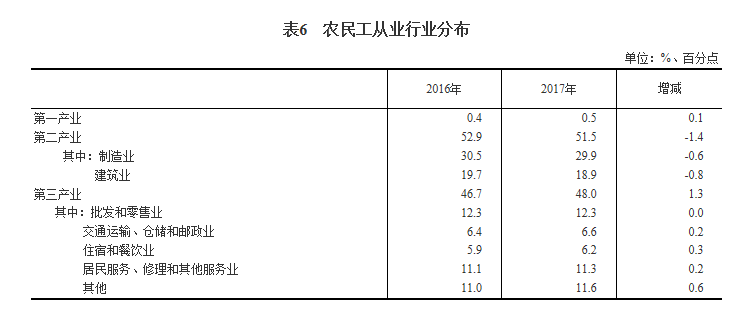 表6 农民工从业行业分布
单位：%、百分点
2016年 2017年 增减
第一产业 0.4 0.5 0.1
第二产业 52.9 51.5 -1.4
其中：制造业 30.5 29.9 -0.6
建筑业 19.7 18.9 -0.8
第三产业 46.7 48.0 1.3
其中：批发和零售业 12.3 12.3 0.0
交通运输、仓储和邮政业 6.4 6.6 0.2
住宿和餐饮业 5.9 6.2 0.3
居民服务、修理和其他服务业 11.1 11.3 0.2
其他 11.0 11.6 0.6